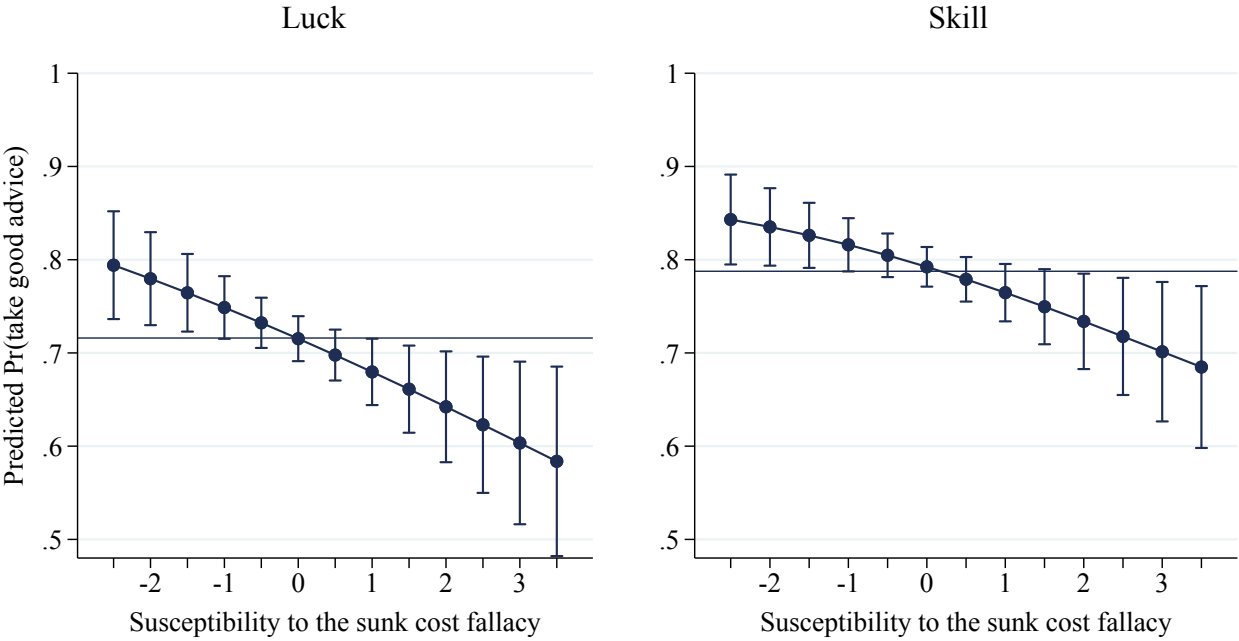 Luck
Skill
Predicted Pr(take good advice)
1
.9
.8
.7
.6
.5
-2 -1 0 1 2 3
Susceptibility to the sunk cost fallacy
1
.9
.8
.7
.6
.5
-2 -1 0 1 2 3
Susceptibility to the sunk cost fallacy